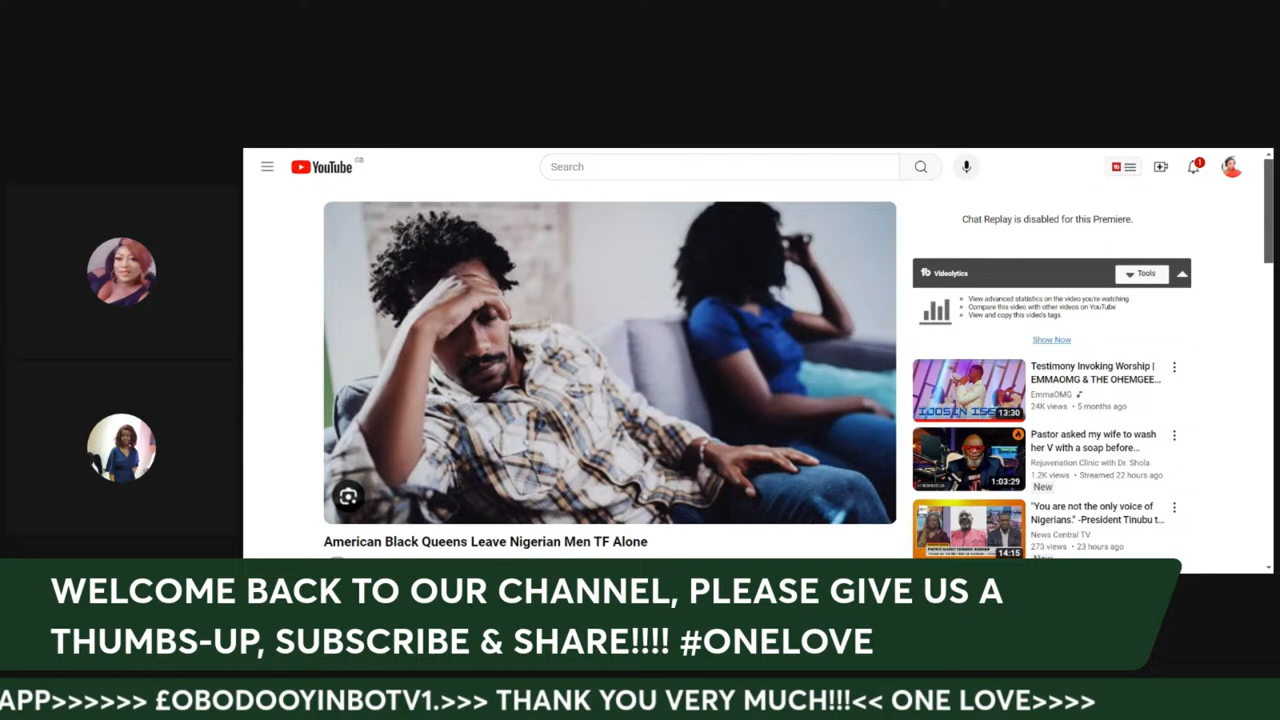 YouTube GB
Search
1
Chat Replay is disabled for this Premiere.
tb Videolytics
Tools
View advanced statistics on the video you're watching
Compare this video with other videos on YouTube
View and copy this video's tags
Show Now
IJOSIN ISE
13:30
Testimony Invoking Worship |
EMMAOMG & THE OHEMGEE...
EmmaOMG
24K views • 5 months ago
1:03:29
Pastor asked my wife to wash
her V with a soap before...
Rejuvenation Clinic with Dr. Shola
1.2K views • Streamed 22 hours ago
New
14:15
"You are not the only voice of
Nigerians." -President Tinubu t...
News Central TV
273 views • 23 hours ago
American Black Queens Leave Nigerian Men TF Alone
WELCOME BACK TO OUR CHANNEL, PLEASE GIVE US A
THUMBS-UP, SUBSCRIBE & SHARE!!!! #ONELOVE
APP>>>>>> £OBODOOYINBOTV1.>>> THANK YOU VERY MUCH!!!<< ONE LOVE>>>>